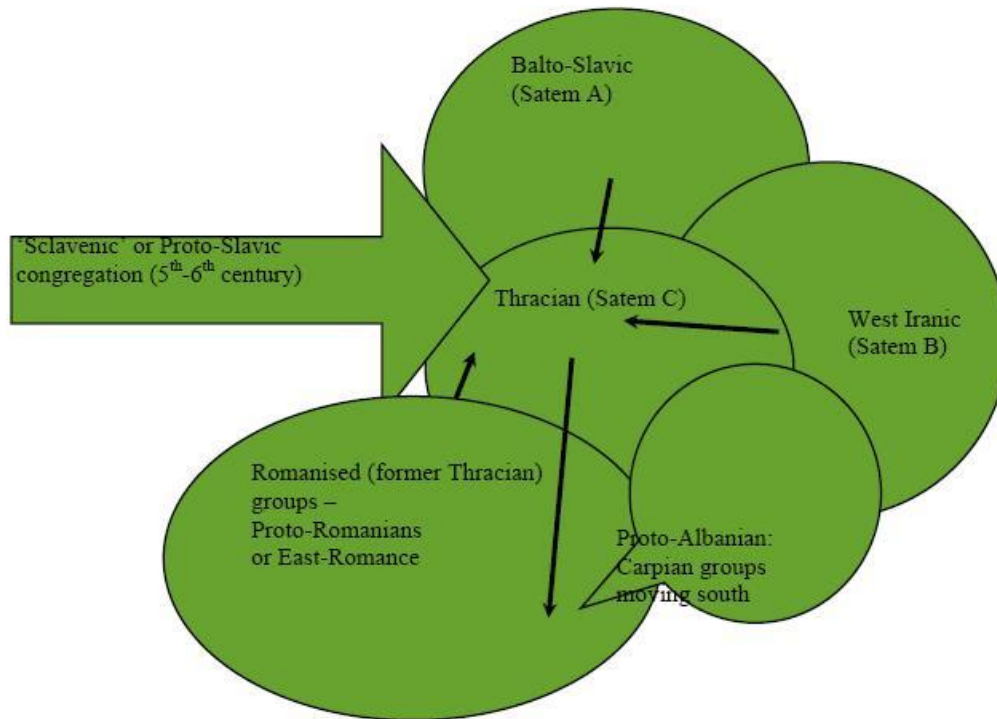 Balto-Slavic
(Satem A)
‘Sclavenic’ or Proto-Slavic
congregation (5th-6th century)
Thracian (Satem C)
West Iranic
(Satem B)
Romanised (former Thracian)
groups –
Proto-Romanians
or East-Romance
Proto-Albanian:
Carpian groups
moving south